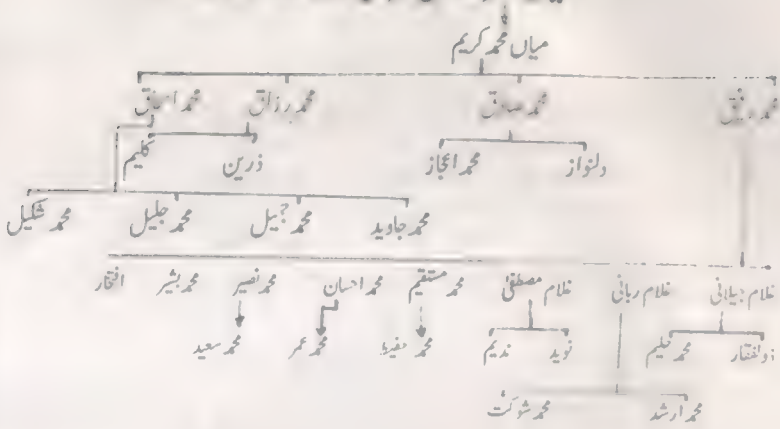 میاں محمد کریم
محمد رفیق محمد صادق محمد رزاق محمد اسحاق
دلنواز محمد اعجاز ذرین کلیم
محمد جاوید محمد جمیل محمد جلیل محمد شکیل
غلام جیلانی غلام ربانی غلام مصطفیٰ محمد مستقیم محمد احسان محمد نصیر محمد بشیر افتخار
ذوالفقار محمد حلیم نوید ندیم محمد حفیظ محمد عمر محمد سعید
محمد ارشد محمد شوکت